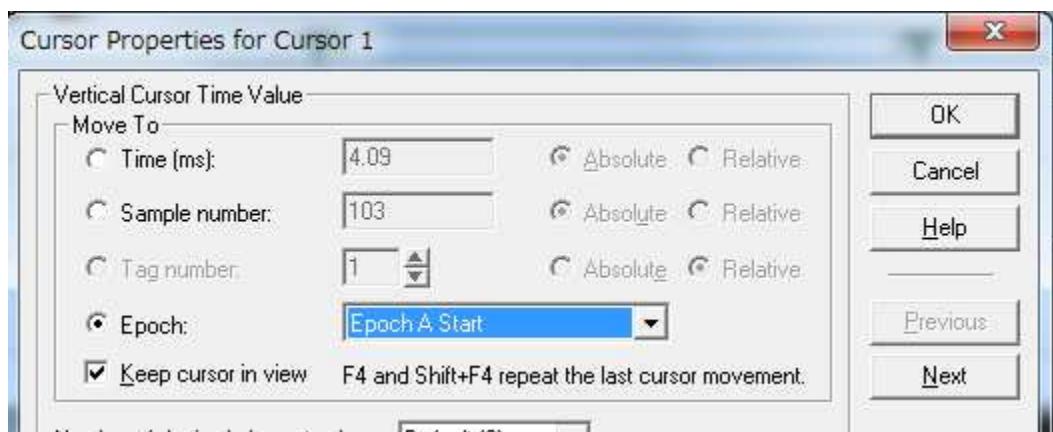 Cursor Properties for Cursor 1
Vertical Cursor Time Value
Move To
Time (ms): 4.09 Absolute Relative
Sample number: 103 Absolute Relative
Tag number: 1 Absolute Relative
Epoch: Epoch A Start
Keep cursor in view F4 and Shift+F4 repeat the last cursor movement.
OK
Cancel
Help
Previous
Next